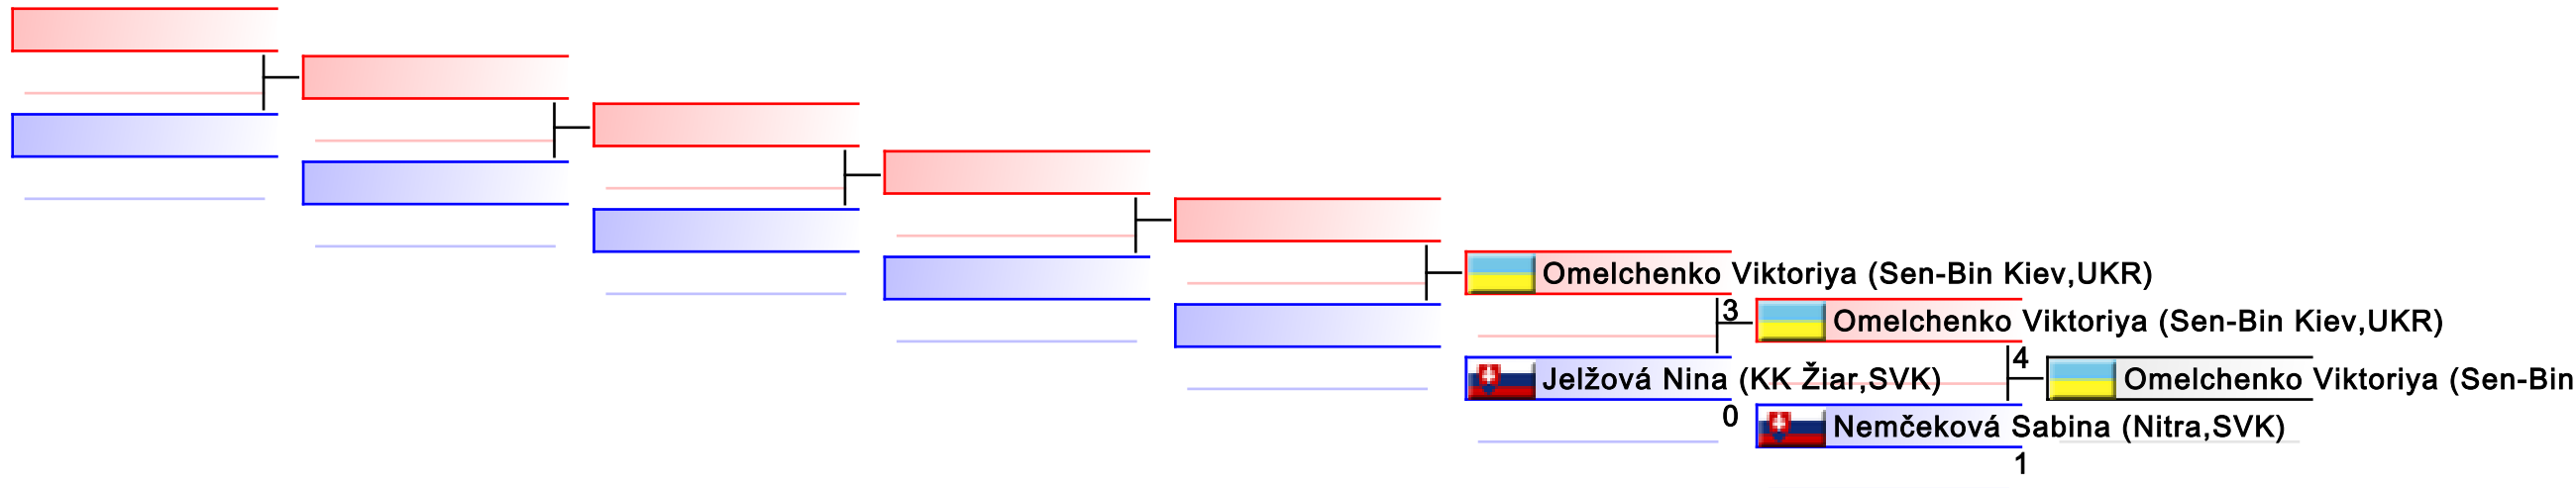 Omelchenko Viktoriya (Sen-Bin Kiev,UKR)
3
Omelchenko Viktoriya (Sen-Bin Kiev,UKR)
Jelžová Nina (KK Žiar,SVK)
0
4
Omelchenko Viktoriya (Sen-Bin
Nemčeková Sabina (Nitra,SVK)
1